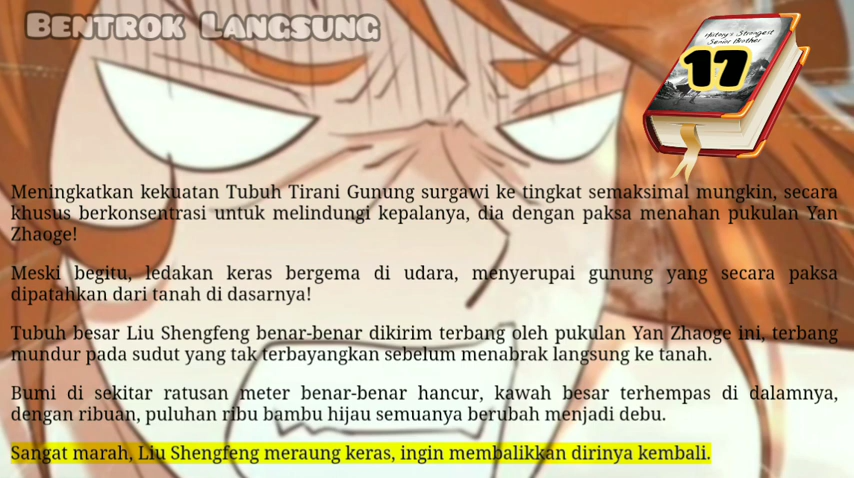 Bentrok Langsung
History's Strongest
Senior Brother
17
Meningkatkan kekuatan Tubuh Tirani Gunung surgawi ke tingkat semaksimal mungkin, secara
khusus berkonsentrasi untuk melindungi kepalanya, dia dengan paksa menahan pukulan Yan
Zhaoge!
Meski begitu, ledakan keras bergema di udara, menyerupai gunung yang secara paksa
dipatahkan dari tanah di dasarnya!
Tubuh besar Liu Shengfeng benar-benar dikirim terbang oleh pukulan Yan Zhaoge ini, terbang
mundur pada sudut yang tak terbayangkan sebelum menabrak langsung ke tanah.
Bumi di sekitar ratusan meter benar-benar hancur, kawah besar terhempas di dalamnya,
dengan ribuan, puluhan ribu bambu hijau semuanya berubah menjadi debu.
Sangat marah, Liu Shengfeng meraung keras, ingin membalikkan dirinya kembali.